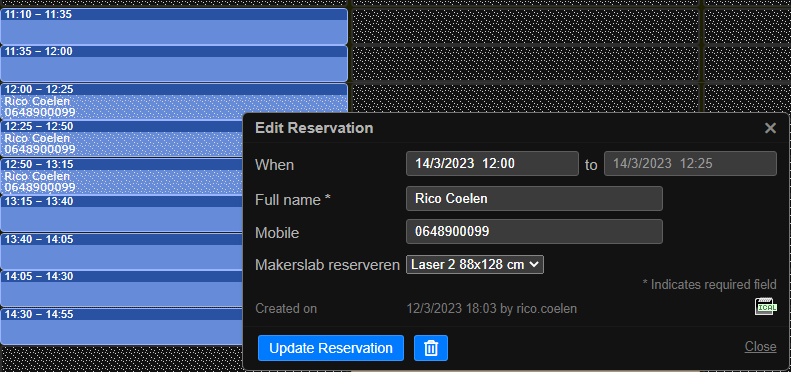 11:10 – 11:35
11:35 – 12:00
12:00 – 12:25
Rico Coelen
0648900099
12:25 – 12:50
Rico Coelen
0648900099
12:50 – 13:15
Rico Coelen
0648900099
13:15 – 13:40
13:40 – 14:05
14:05 – 14:30
14:30 – 14:55
Edit Reservation
When 14/3/2023 12:00 to 14/3/2023 12:25
Full name * Rico Coelen
Mobile 0648900099
Makerslab reserveren Laser 2 88x128 cm
* Indicates required field
Created on 12/3/2023 18:03 by rico.coelen
ICAL
Update Reservation
Close